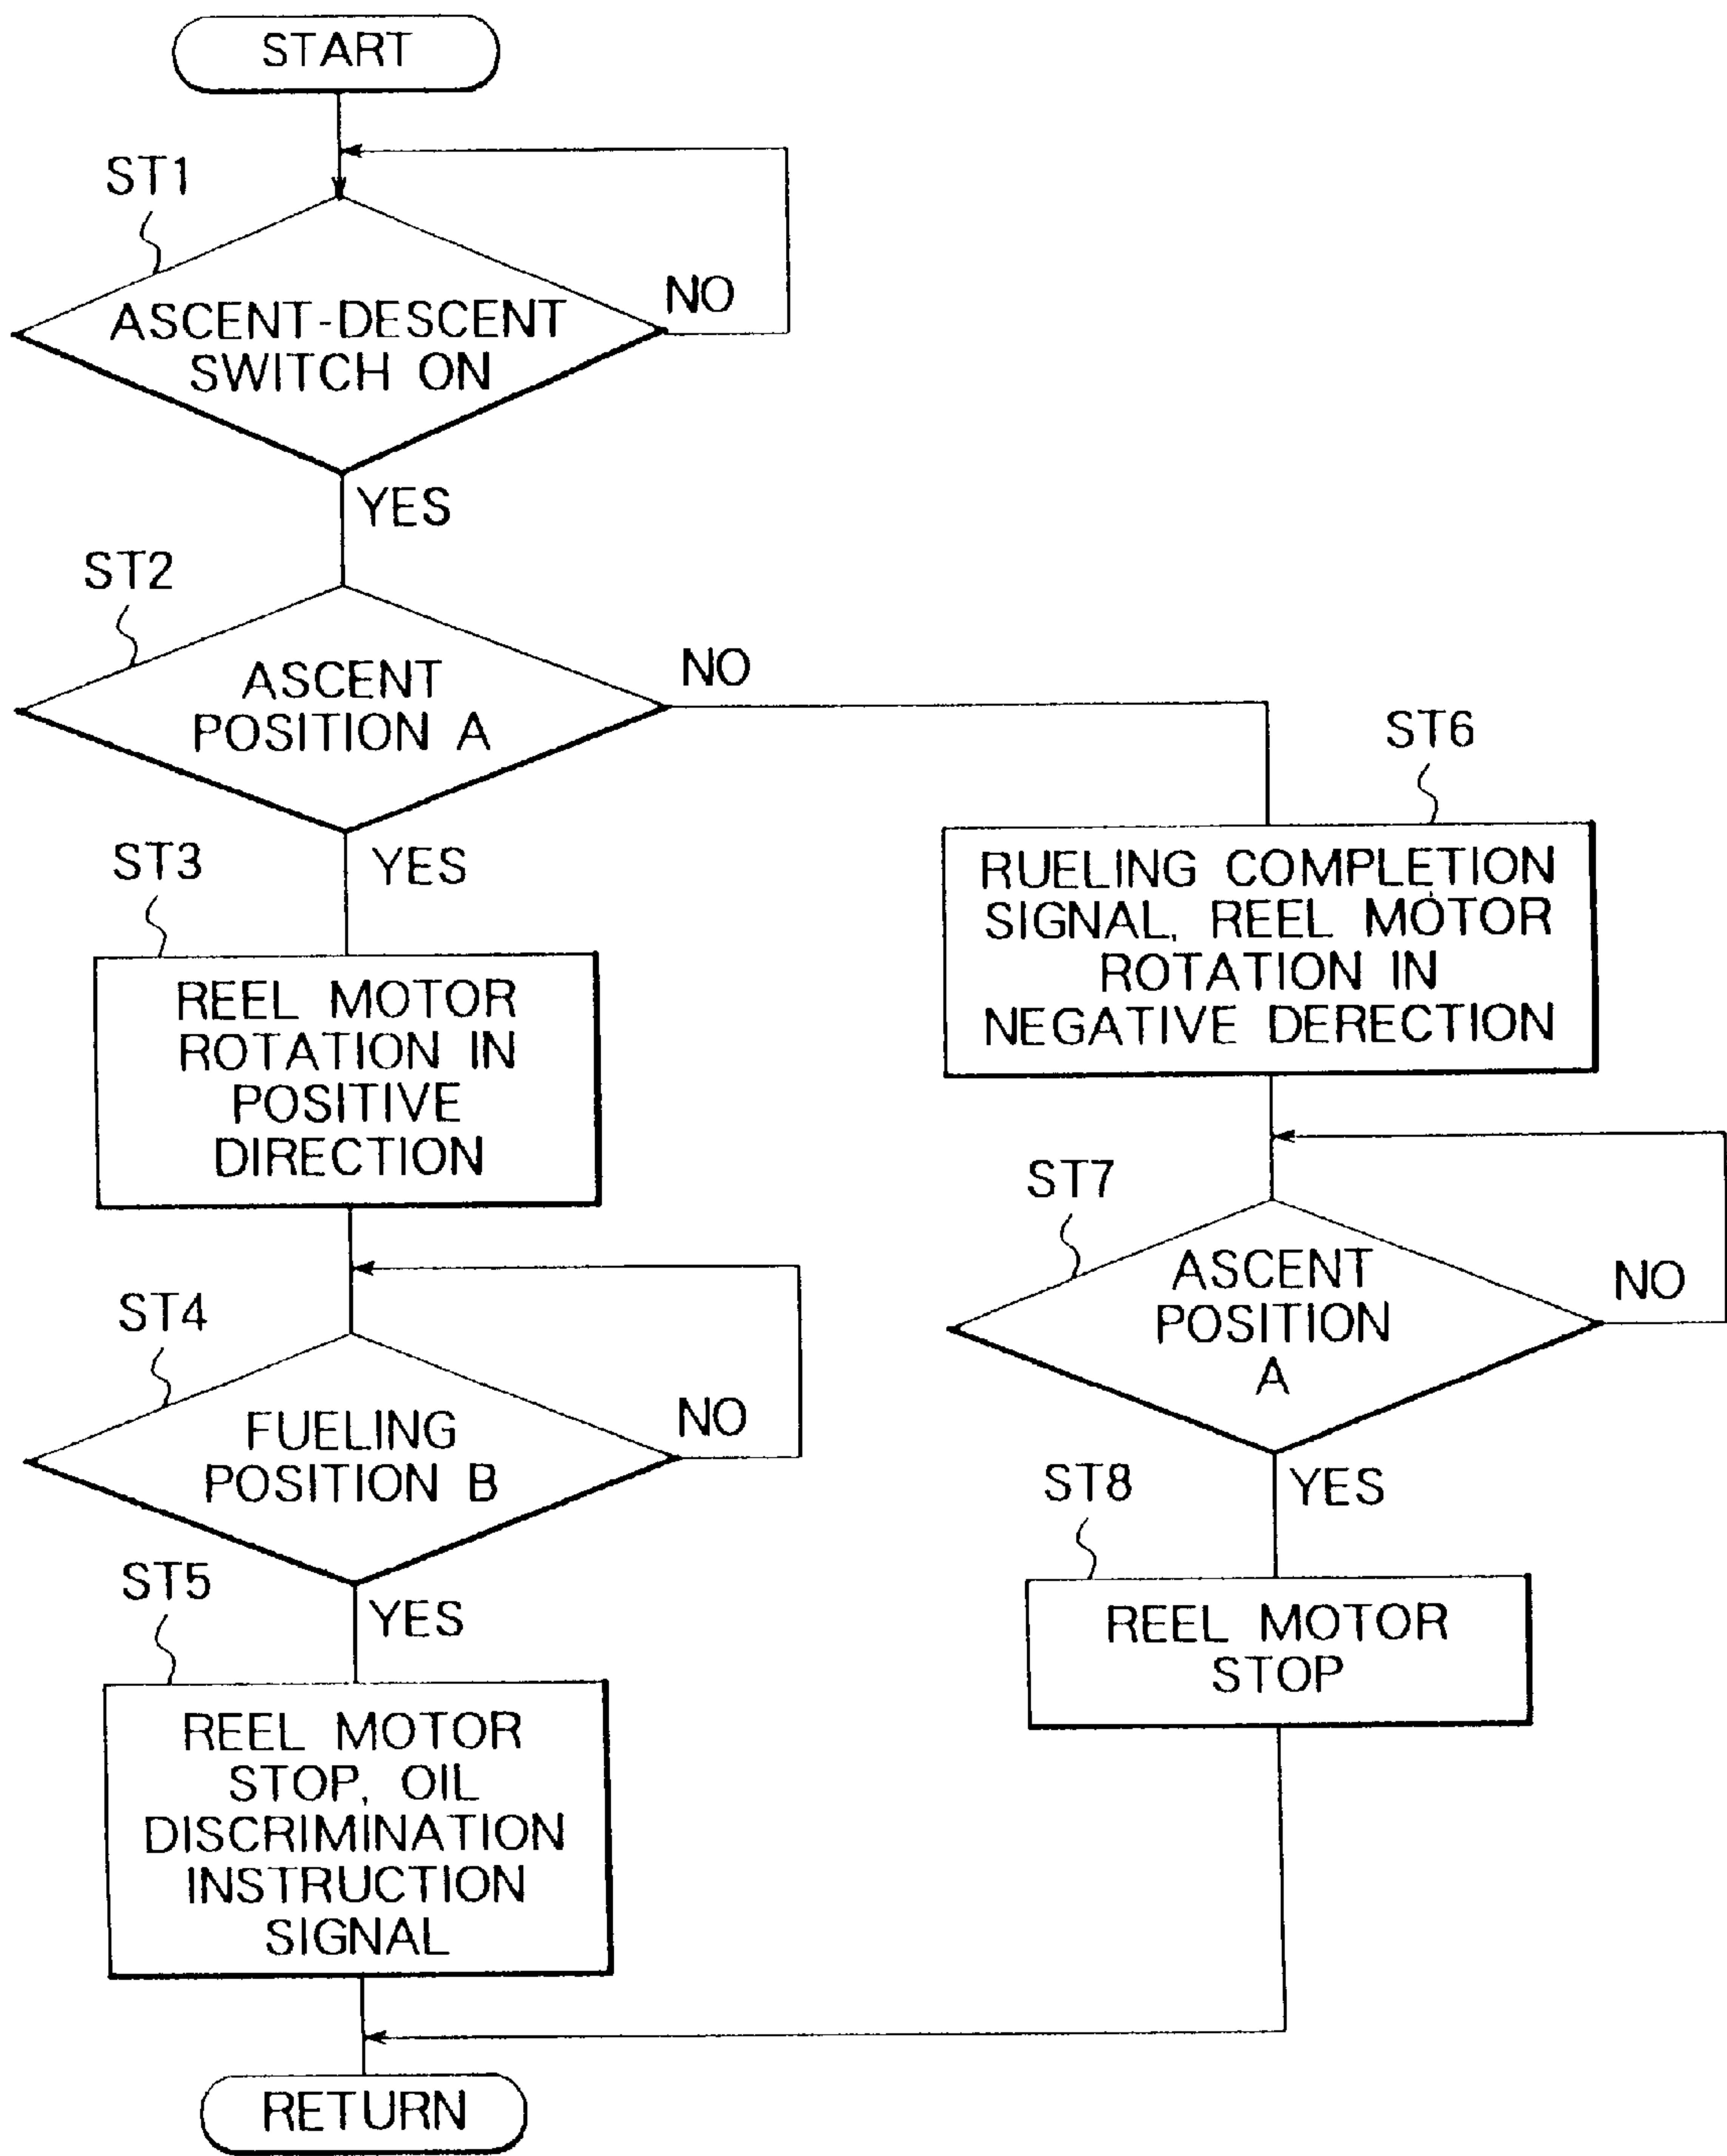 START
ST1
ASCENT-DESCENT
SWITCH ON
NO
YES
ST2
ASCENT
POSITION A
NO
YES
ST3
REEL MOTOR
ROTATION IN
POSITIVE
DIRECTION
ST4
FUELING
POSITION B
NO
YES
ST5
REEL MOTOR
STOP, OIL
DISCRIMINATION
INSTRUCTION
SIGNAL
ST6
RUELING COMPLETION
SIGNAL, REEL MOTOR
ROTATION IN
NEGATIVE DERECTION
ST7
ASCENT
POSITION
A
NO
YES
ST8
REEL MOTOR
STOP
RETURN